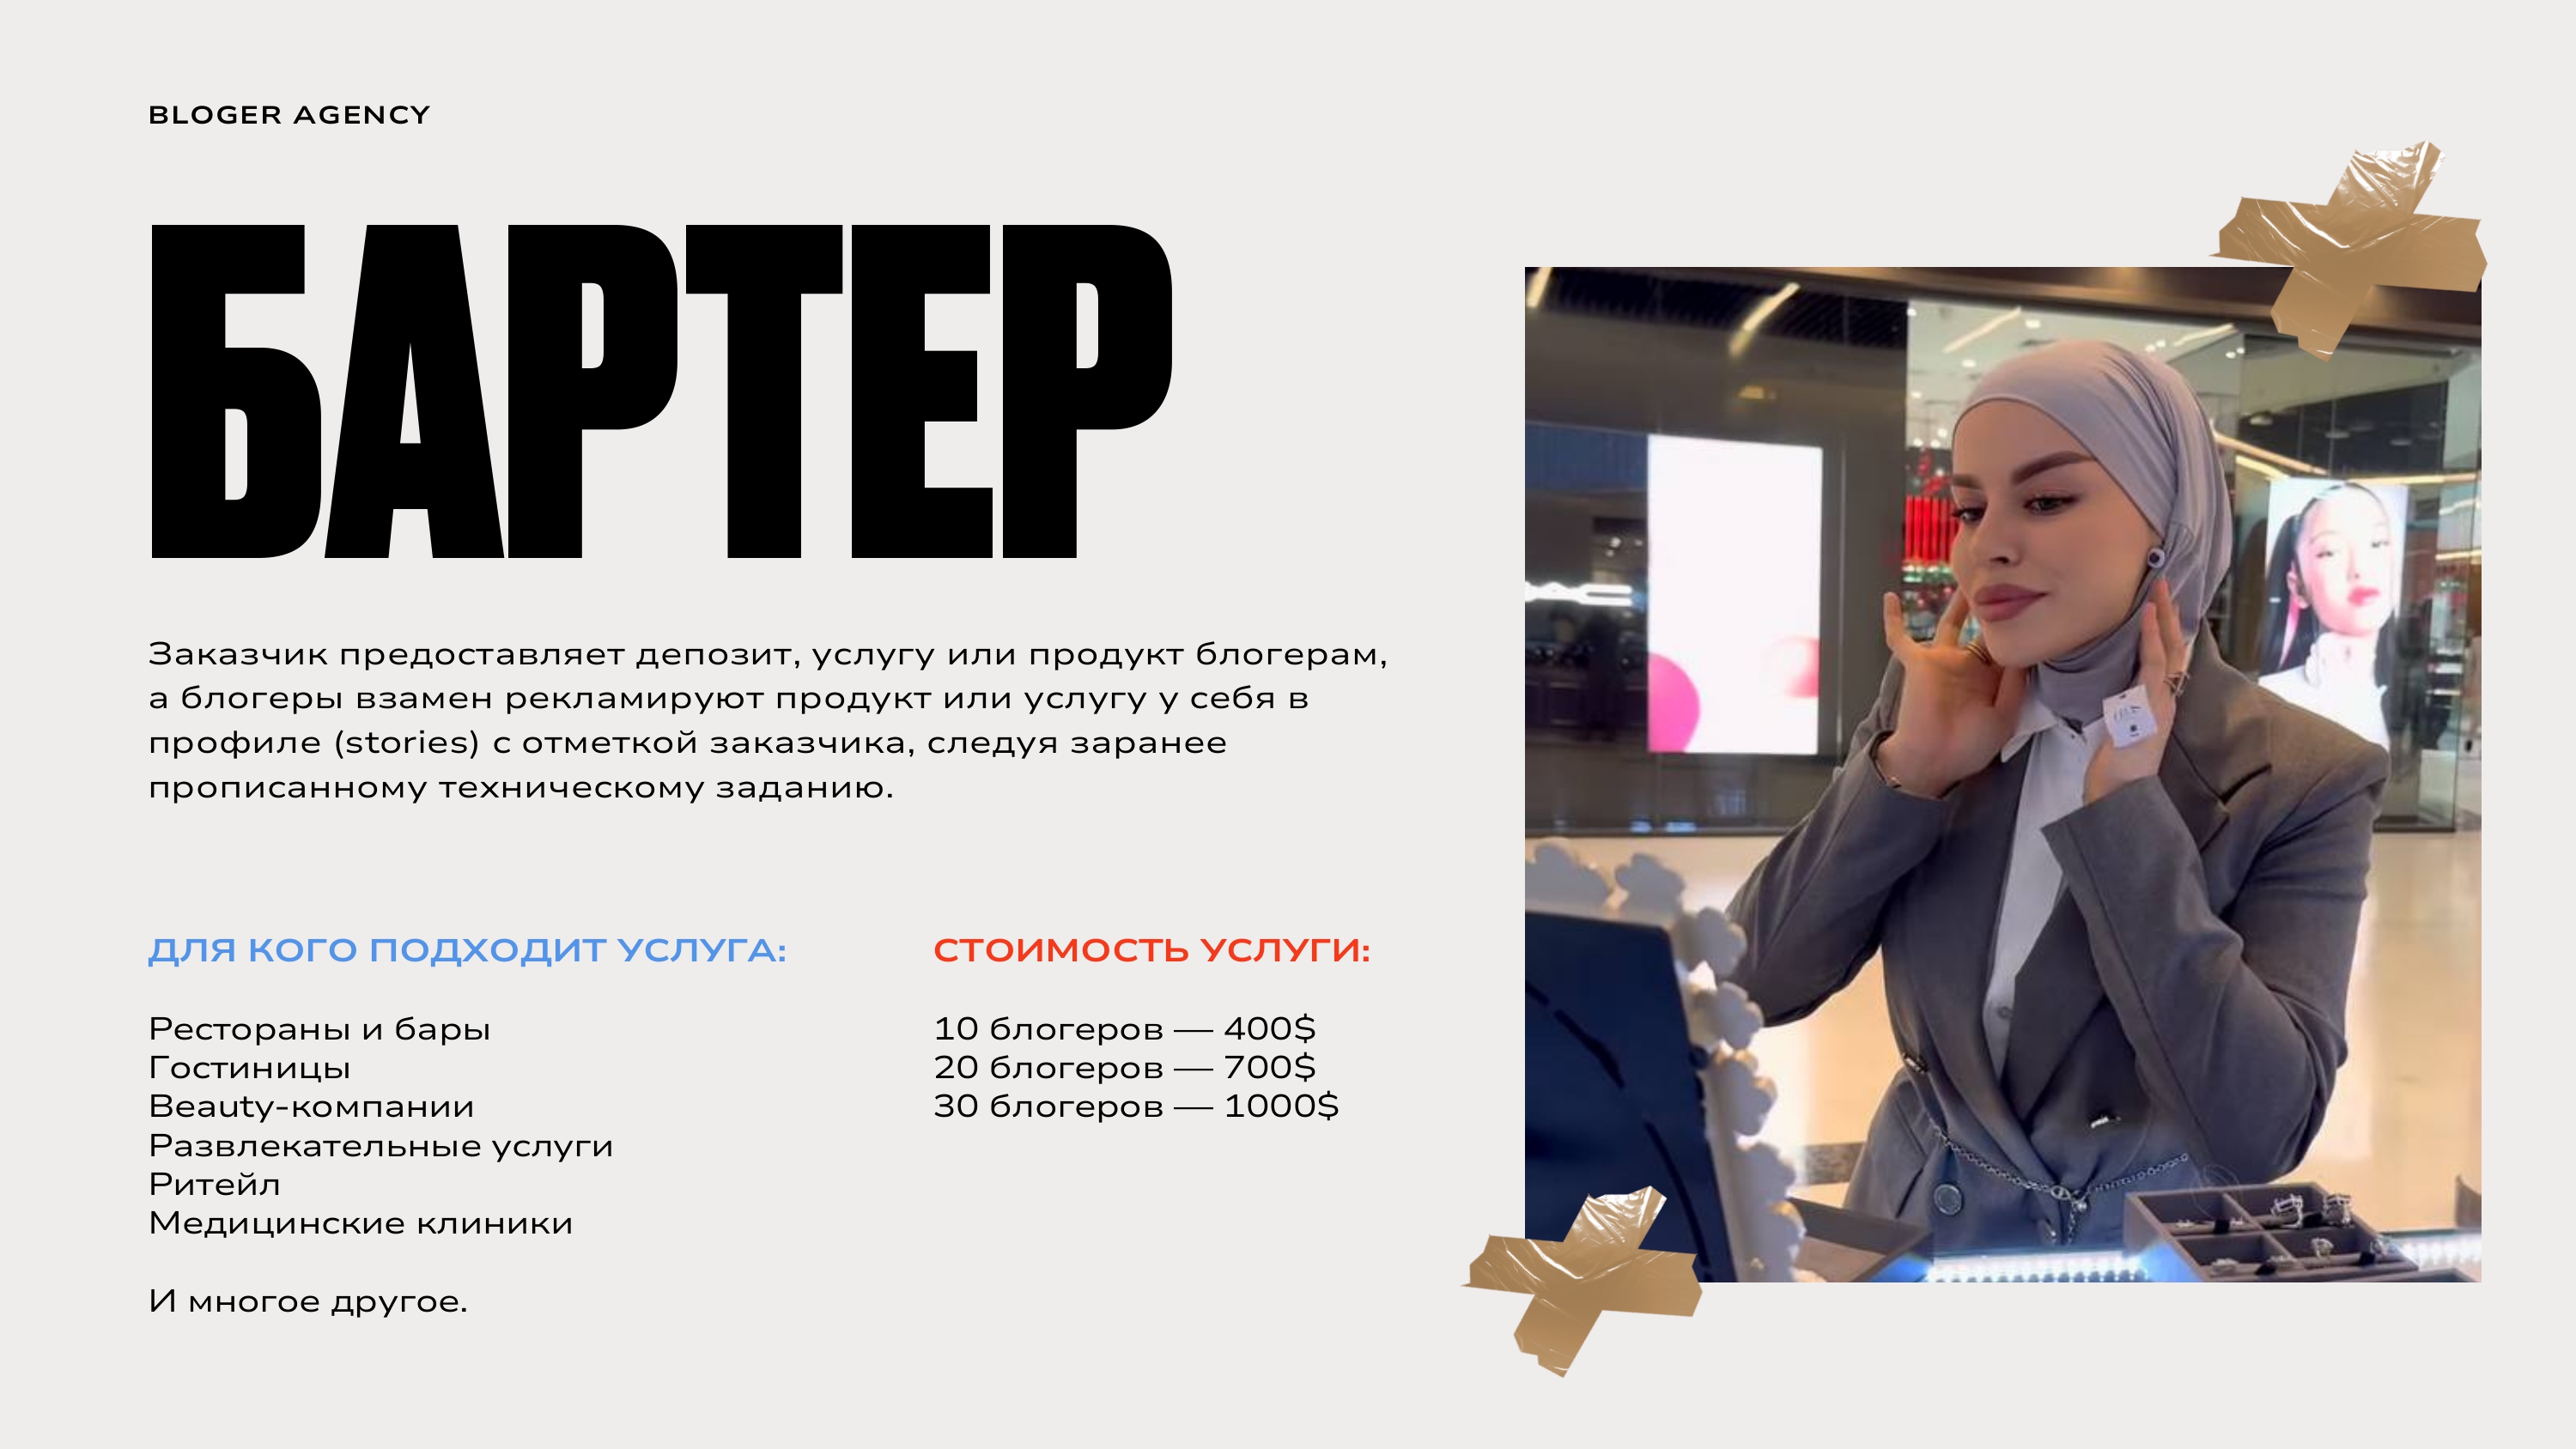 BLOGER AGENCY
БАРТЕР
Заказчик предоставляет депозит, услугу или продукт блогерам,
а блогеры взамен рекламируют продукт или услугу у себя в
профиле (stories) с отметкой заказчика, следуя заранее
прописанному техническому заданию.
ДЛЯ КОГО ПОДХОДИТ УСЛУГА:
Рестораны и бары
Гостиницы
Beauty-компании
Развлекательные услуги
Ритейл
Медицинские клиники
И многое другое.
СТОИМОСТЬ УСЛУГИ:
10 блогеров — 400$
20 блогеров — 700$
30 блогеров — 1000$